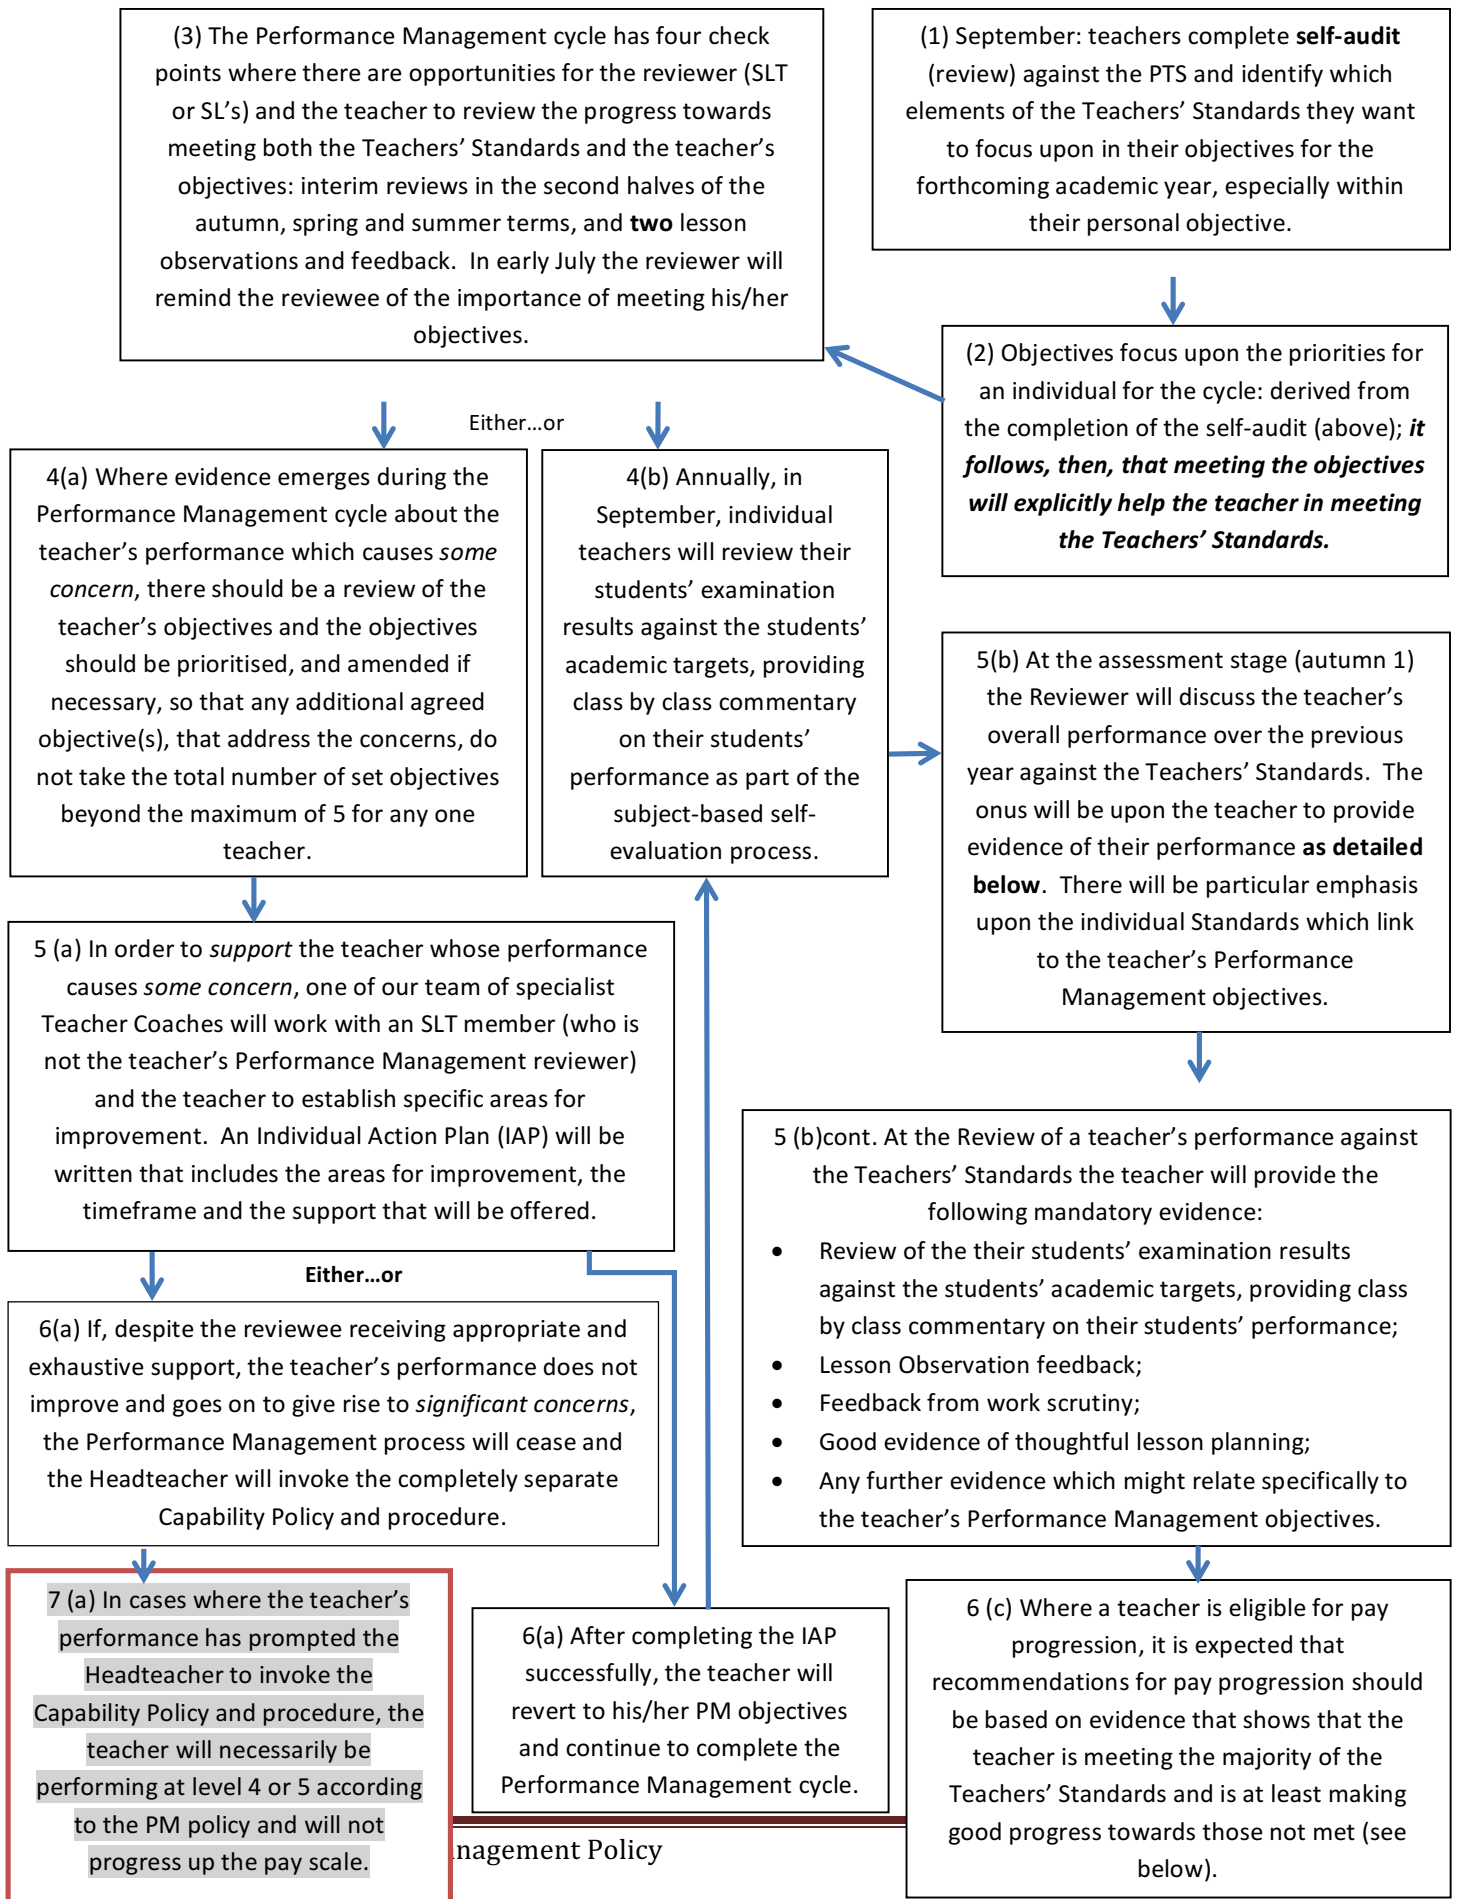 (3) The Performance Management cycle has four check
points where there are opportunities for the reviewer (SLT
or SL's) and the teacher to review the progress towards
meeting both the Teachers' Standards and the teacher's
objectives: interim reviews in the second halves of the
autumn, spring and summer terms, and two lesson
observations and feedback.  In early July the reviewer will
remind the reviewee of the importance of meeting his/her
objectives.
(1) September: teachers complete self-audit
(review) against the PTS and identify which
elements of the Teachers' Standards they want
to focus upon in their objectives for the
forthcoming academic year, especially within
their personal objective.
(2) Objectives focus upon the priorities for
an individual for the cycle: derived from
the completion of the self-audit (above); it
follows, then, that meeting the objectives
will explicitly help the teacher in meeting
the Teachers' Standards.
Either…or
4(a) Where evidence emerges during the
Performance Management cycle about the
teacher's performance which causes some
concern, there should be a review of the
teacher's objectives and the objectives
should be prioritised, and amended if
necessary, so that any additional agreed
objective(s), that address the concerns, do
not take the total number of set objectives
beyond the maximum of 5 for any one
teacher.
4(b) Annually, in
September, individual
teachers will review their
students' examination
results against the students'
academic targets, providing
class by class commentary
on their students'
performance as part of the
subject-based self-
evaluation process.
5(b) At the assessment stage (autumn 1)
the Reviewer will discuss the teacher's
overall performance over the previous
year against the Teachers' Standards.  The
onus will be upon the teacher to provide
evidence of their performance as detailed
below.  There will be particular emphasis
upon the individual Standards which link
to the teacher's Performance
Management objectives.
5 (a) In order to support the teacher whose performance
causes some concern, one of our team of specialist
Teacher Coaches will work with an SLT member (who is
not the teacher's Performance Management reviewer)
and the teacher to establish specific areas for
improvement.  An Individual Action Plan (IAP) will be
written that includes the areas for improvement, the
timeframe and the support that will be offered.
5 (b)cont. At the Review of a teacher's performance against
the Teachers' Standards the teacher will provide the
following mandatory evidence:
• Review of the their students' examination results
against the students' academic targets, providing class
by class commentary on their students' performance;
• Lesson Observation feedback;
• Feedback from work scrutiny;
• Good evidence of thoughtful lesson planning;
• Any further evidence which might relate specifically to
the teacher's Performance Management objectives.
Either…or
6(a) If, despite the reviewee receiving appropriate and
exhaustive support, the teacher's performance does not
improve and goes on to give rise to significant concerns,
the Performance Management process will cease and
the Headteacher will invoke the completely separate
Capability Policy and procedure.
7 (a) In cases where the teacher's
performance has prompted the
Headteacher to invoke the
Capability Policy and procedure, the
teacher will necessarily be
performing at level 4 or 5 according
to the PM policy and will not
progress up the pay scale.
6(a) After completing the IAP
successfully, the teacher will
revert to his/her PM objectives
and continue to complete the
Performance Management cycle.
6 (c) Where a teacher is eligible for pay
progression, it is expected that
recommendations for pay progression should
be based on evidence that shows that the
teacher is meeting the majority of the
Teachers' Standards and is at least making
good progress towards those not met (see
below).
nagement Policy